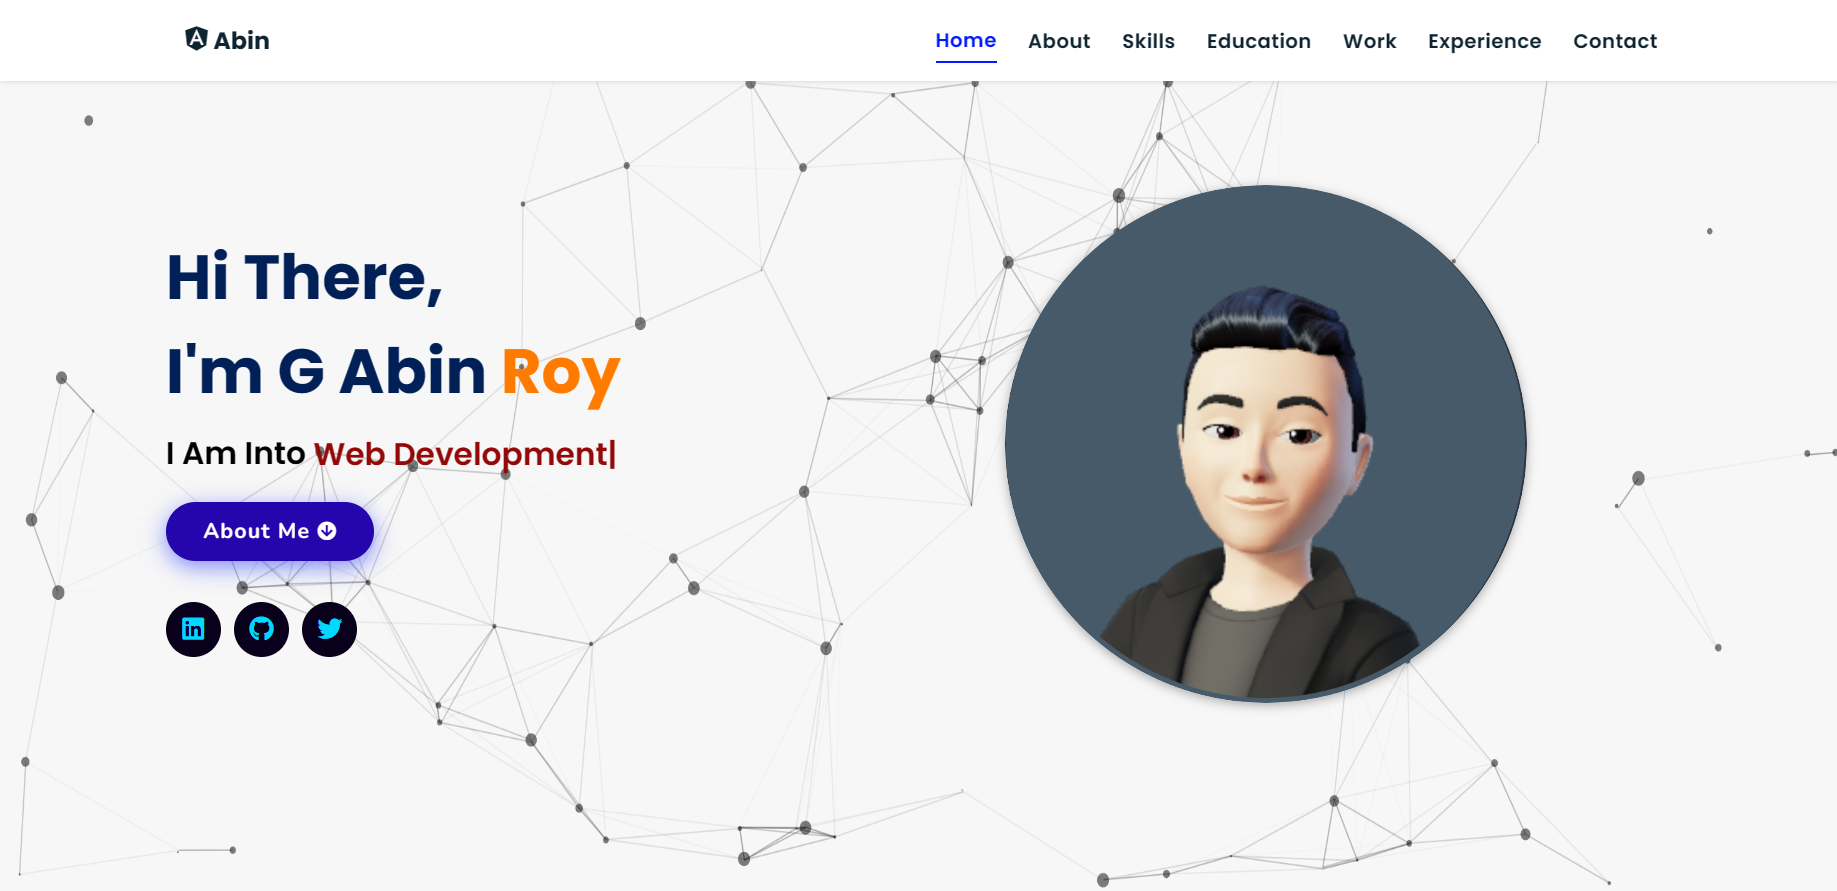 Abin
Home About Skills Education Work Experience Contact
Hi There,
I'm G Abin Roy
I Am Into Web Development|
About Me